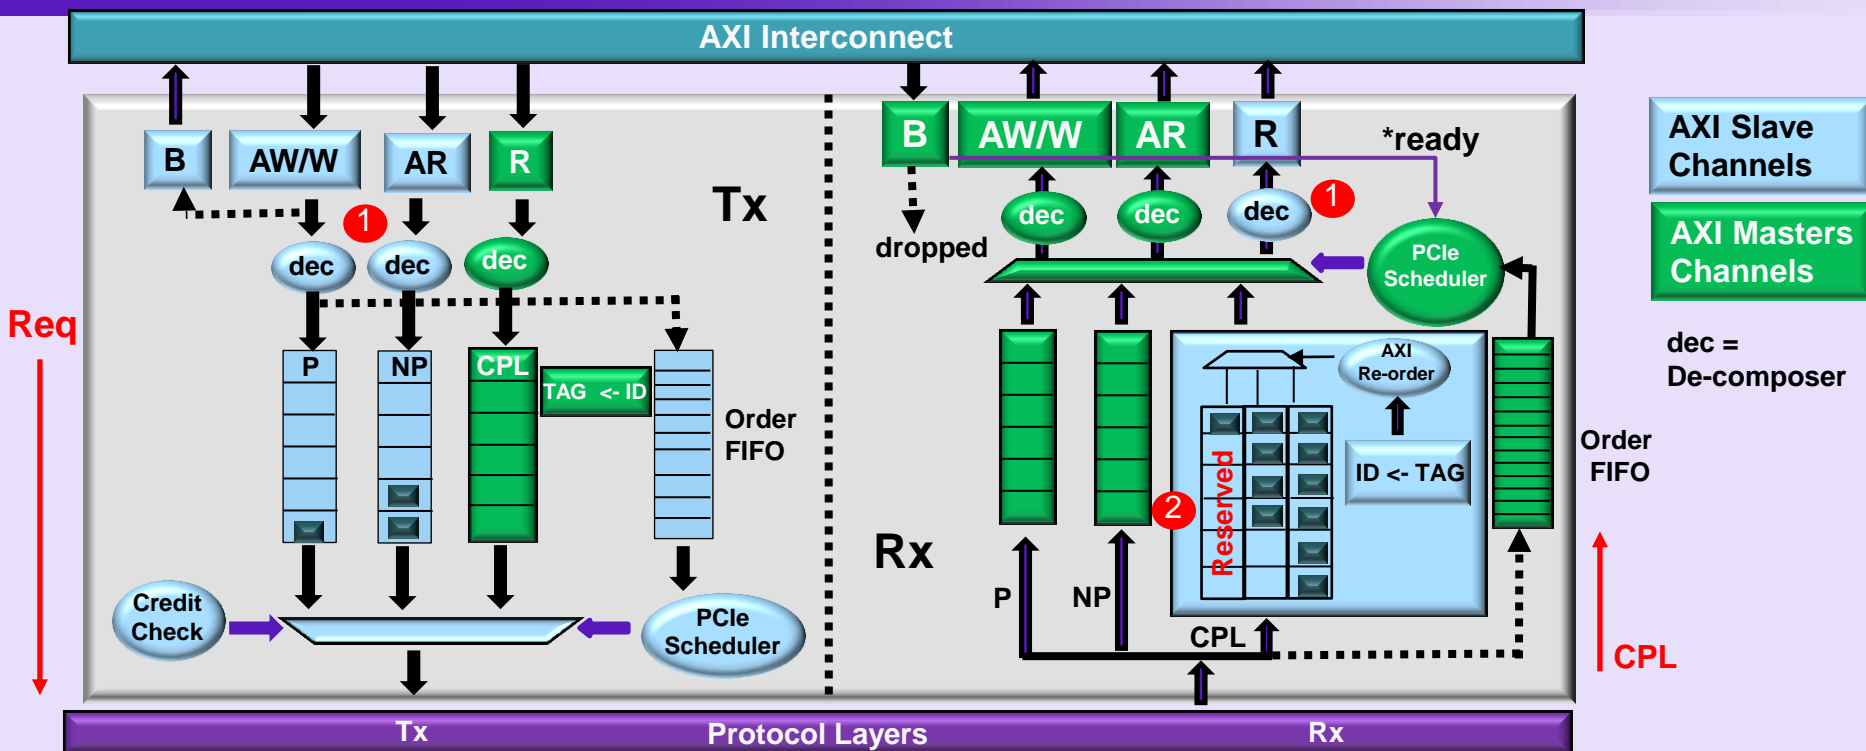 AXI Interconnect
B
AW/W
AR
R
B
AW/W
AR
R
*ready
AXI Slave
Channels
Tx
1
dec
dec
dec
dropped
dec
dec
dec
1
PCIe
Scheduler
AXI Masters
Channels
Req
P
NP
CPL
TAG <- ID
Order
FIFO
AXI
Re-order
dec =
De-composer
Reserved
ID <- TAG
Order
FIFO
2
Rx
Credit
Check
PCIe
Scheduler
P
NP
CPL
CPL
Tx
Protocol Layers
Rx